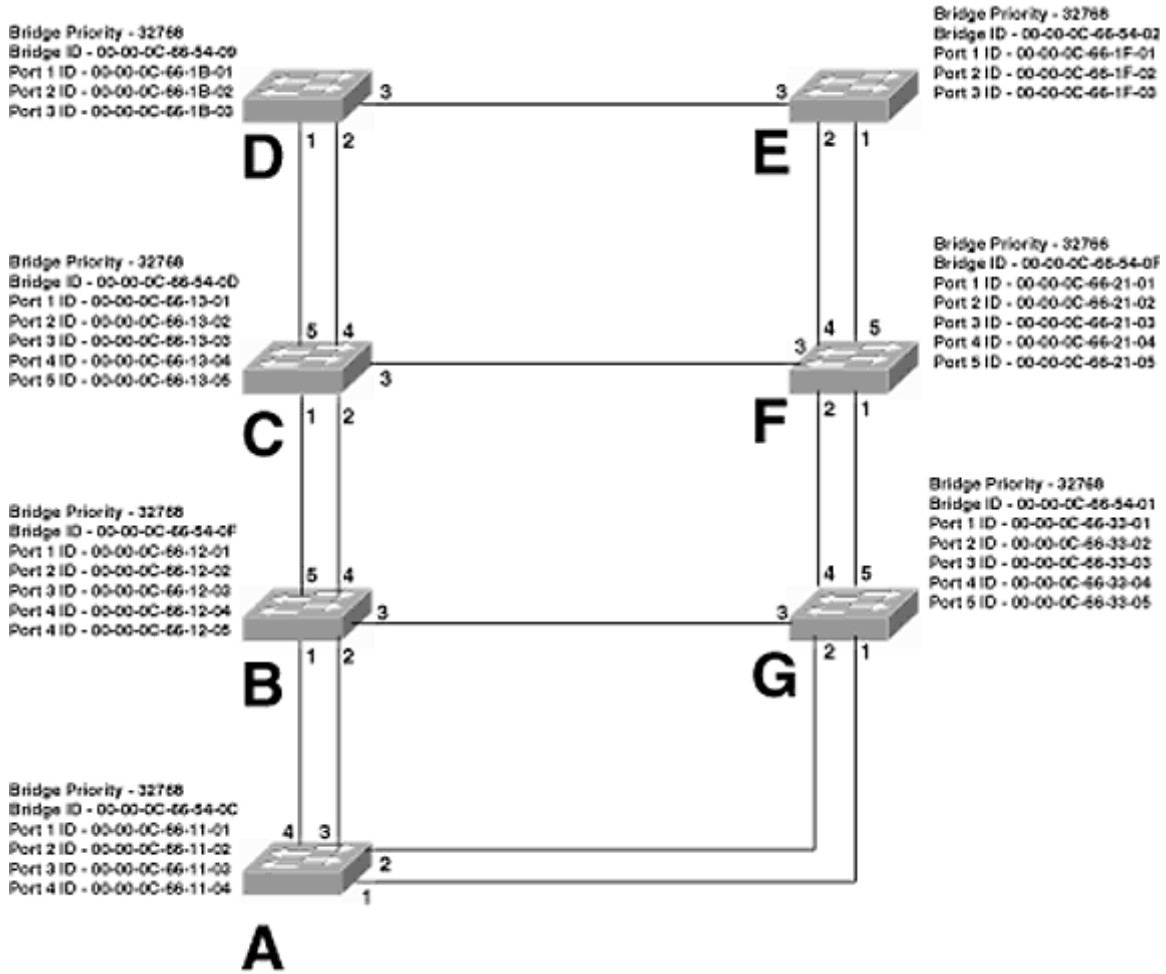 Bridge Priority - 32768
Bridge ID - 00-00-0C-66-54-09
Port 1 ID - 00-00-0C-66-1B-01
Port 2 ID - 00-00-0C-66-1B-02
Port 3 ID - 00-00-0C-66-1B-03
Bridge Priority - 32768
Bridge ID - 00-00-0C-66-54-02
Port 1 ID - 00-00-0C-66-1F-01
Port 2 ID - 00-00-0C-66-1F-02
Port 3 ID - 00-00-0C-66-1F-03
3
3
D
1
2
E
2
1
Bridge Priority - 32768
Bridge ID - 00-00-0C-66-54-0D
Port 1 ID - 00-00-0C-66-13-01
Port 2 ID - 00-00-0C-66-13-02
Port 3 ID - 00-00-0C-66-13-03
Port 4 ID - 00-00-0C-66-13-04
Port 5 ID - 00-00-0C-66-13-05
Bridge Priority - 32768
Bridge ID - 00-00-0C-66-54-0F
Port 1 ID - 00-00-0C-66-21-01
Port 2 ID - 00-00-0C-66-21-02
Port 3 ID - 00-00-0C-66-21-03
Port 4 ID - 00-00-0C-66-21-04
Port 5 ID - 00-00-0C-66-21-05
5
4
4
5
3
3
C
1
2
F
2
1
Bridge Priority - 32768
Bridge ID - 00-00-0C-66-54-0F
Port 1 ID - 00-00-0C-66-12-01
Port 2 ID - 00-00-0C-66-12-02
Port 3 ID - 00-00-0C-66-12-03
Port 4 ID - 00-00-0C-66-12-04
Port 4 ID - 00-00-0C-66-12-05
Bridge Priority - 32768
Bridge ID - 00-00-0C-66-54-01
Port 1 ID - 00-00-0C-66-33-01
Port 2 ID - 00-00-0C-66-33-02
Port 3 ID - 00-00-0C-66-33-03
Port 4 ID - 00-00-0C-66-33-04
Port 5 ID - 00-00-0C-66-33-05
5
4
4
5
3
3
B
1
2
G
2
1
Bridge Priority - 32768
Bridge ID - 00-00-0C-66-54-0C
Port 1 ID - 00-00-0C-66-11-01
Port 2 ID - 00-00-0C-66-11-02
Port 3 ID - 00-00-0C-66-11-03
Port 4 ID - 00-00-0C-66-11-04
4
3
2
1
A